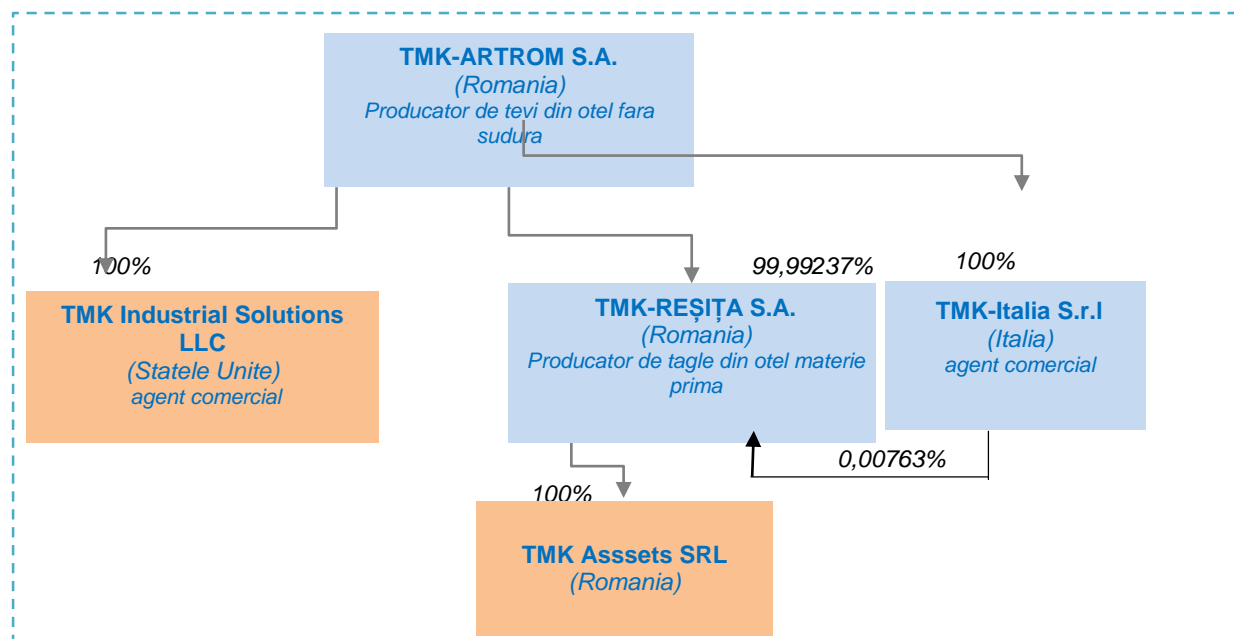 TMK-ARTROM S.A.
(Romania)
Producator de tevi din otel fara
sudura
100%
99,99237%
100%
TMK Industrial Solutions
LLC
(Statele Unite)
agent comercial
TMK-REȘIȚA S.A.
(Romania)
Producator de tagle din otel materie
prima
TMK-Italia S.r.l
(Italia)
agent comercial
0,00763%
100%
TMK Asssets SRL
(Romania)